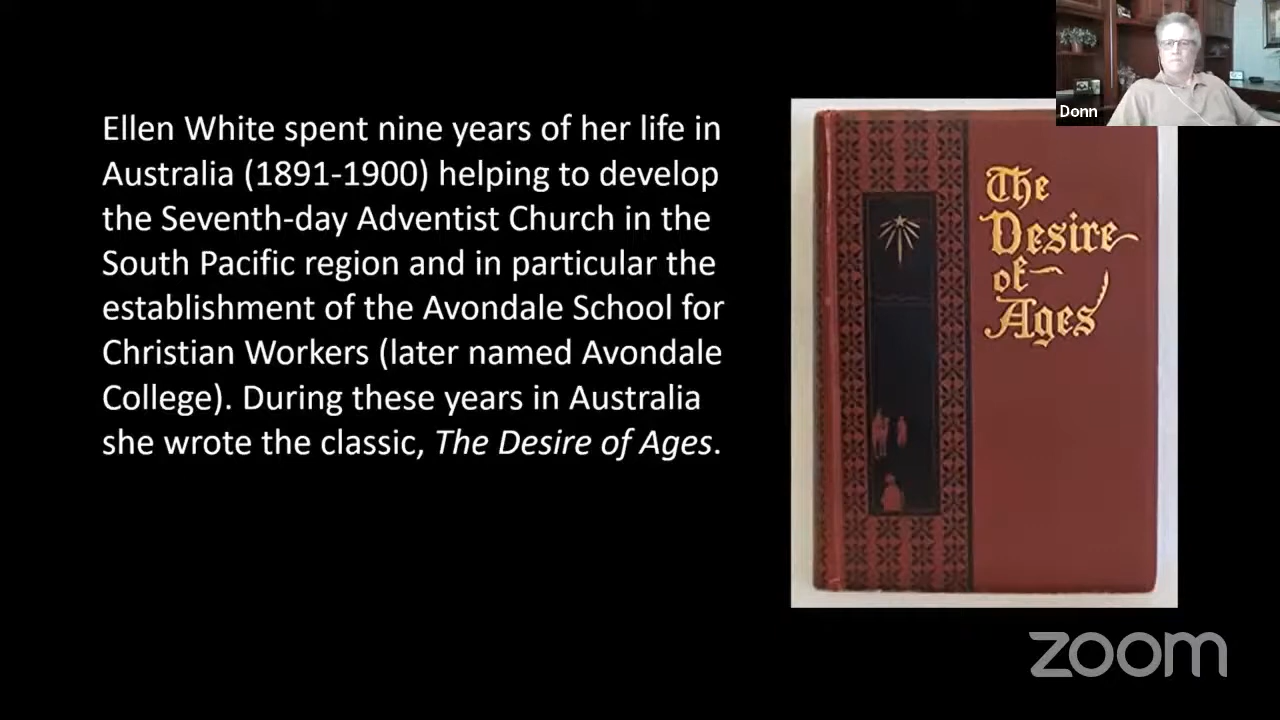 Donn
Ellen White spent nine years of her life in
Australia (1891-1900) helping to develop
the Seventh-day Adventist Church in the
South Pacific region and in particular the
establishment of the Avondale School for
Christian Workers (later named Avondale
College). During these years in Australia
she wrote the classic, The Desire of Ages.
The
Desire
of
Ages
zoom